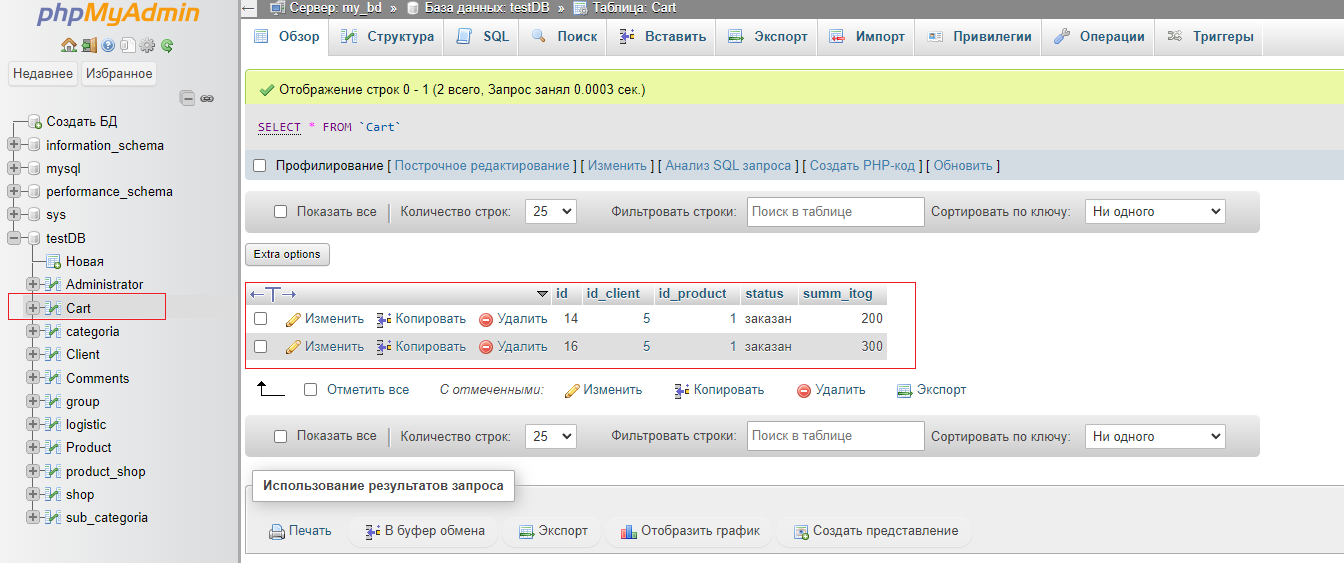 phpMyAdmin
Недавнее Избранное
Создать БД
information_schema
mysql
performance_schema
sys
testDB
Новая
Administrator
Cart
categoria
Client
Comments
group
logistic
Product
product_shop
shop
sub_categoria
Сервер: my_bd » База данных: testDB » Таблица: Cart
Обзор Структура SQL Поиск Вставить Экспорт Импорт Привилегии Операции Триггеры
Отображение строк 0 - 1 (2 всего, Запрос занял 0.0003 сек.)
SELECT * FROM `Cart`
Профилирование [ Построчное редактирование ] [ Изменить ] [ Анализ SQL запроса ] [ Создать PHP-код ] [ Обновить ]
Показать все Количество строк: 25 Фильтровать строки: Поиск в таблице Сортировать по ключу: Ни одного
Extra options
id id_client id_product status summ_itog
Изменить Копировать Удалить 14 5 1 заказан 200
Изменить Копировать Удалить 16 5 1 заказан 300
Отметить все С отмеченными: Изменить Копировать Удалить Экспорт
Показать все Количество строк: 25 Фильтровать строки: Поиск в таблице Сортировать по ключу: Ни одного
Использование результатов запроса
Печать В буфер обмена Экспорт Отобразить график Создать представление